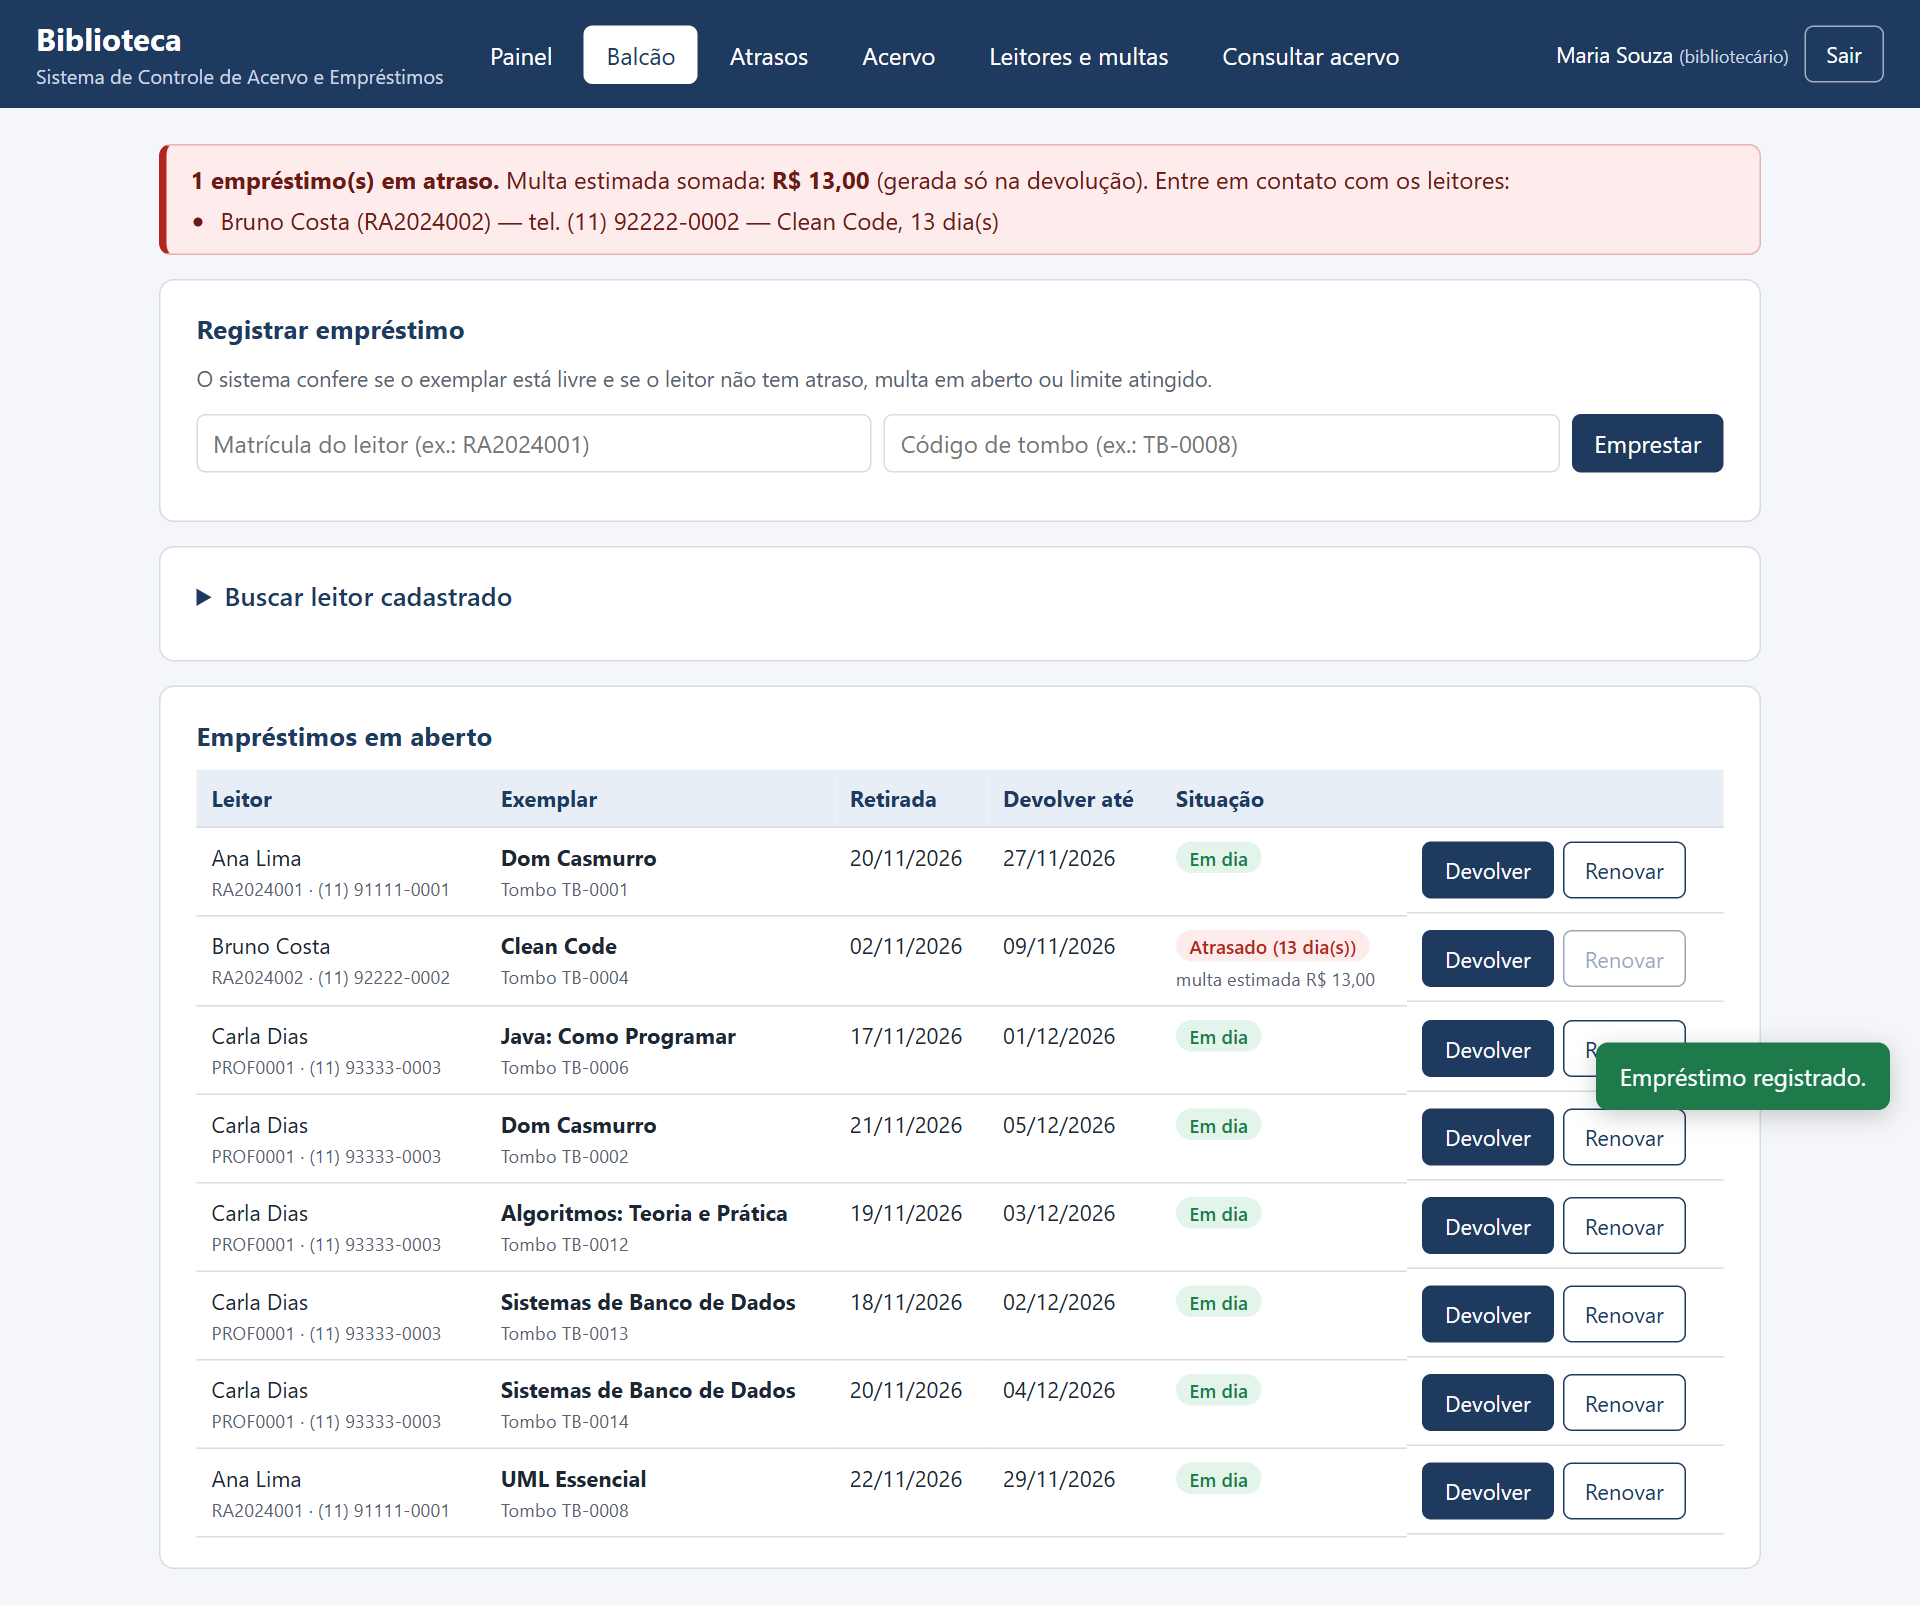 Biblioteca
Sistema de Controle de Acervo e Empréstimos
Painel
Balcão
Atrasos
Acervo
Leitores e multas
Consultar acervo
Maria Souza (bibliotecário)
Sair
1 empréstimo(s) em atraso. Multa estimada somada: R$ 13,00 (gerada só na devolução). Entre em contato com os leitores:
• Bruno Costa (RA2024002) — tel. (11) 92222-0002 — Clean Code, 13 dia(s)
Registrar empréstimo
O sistema confere se o exemplar está livre e se o leitor não tem atraso, multa em aberto ou limite atingido.
Matrícula do leitor (ex.: RA2024001)
Código de tombo (ex.: TB-0008)
Emprestar
Buscar leitor cadastrado
Empréstimos em aberto
Leitor Exemplar Retirada Devolver até Situação
Ana Lima Dom Casmurro 20/11/2026 27/11/2026 Em dia Devolver Renovar
RA2024001 · (11) 91111-0001 Tombo TB-0001
Bruno Costa Clean Code 02/11/2026 09/11/2026 Atrasado (13 dia(s)) Devolver Renovar
RA2024002 · (11) 92222-0002 Tombo TB-0004 multa estimada R$ 13,00
Carla Dias Java: Como Programar 17/11/2026 01/12/2026 Em dia Devolver
PROF0001 · (11) 93333-0003 Tombo TB-0006
Empréstimo registrado.
Carla Dias Dom Casmurro 21/11/2026 05/12/2026 Em dia Devolver Renovar
PROF0001 · (11) 93333-0003 Tombo TB-0002
Carla Dias Algoritmos: Teoria e Prática 19/11/2026 03/12/2026 Em dia Devolver Renovar
PROF0001 · (11) 93333-0003 Tombo TB-0012
Carla Dias Sistemas de Banco de Dados 18/11/2026 02/12/2026 Em dia Devolver Renovar
PROF0001 · (11) 93333-0003 Tombo TB-0013
Carla Dias Sistemas de Banco de Dados 20/11/2026 04/12/2026 Em dia Devolver Renovar
PROF0001 · (11) 93333-0003 Tombo TB-0014
Ana Lima UML Essencial 22/11/2026 29/11/2026 Em dia Devolver Renovar
RA2024001 · (11) 91111-0001 Tombo TB-0008